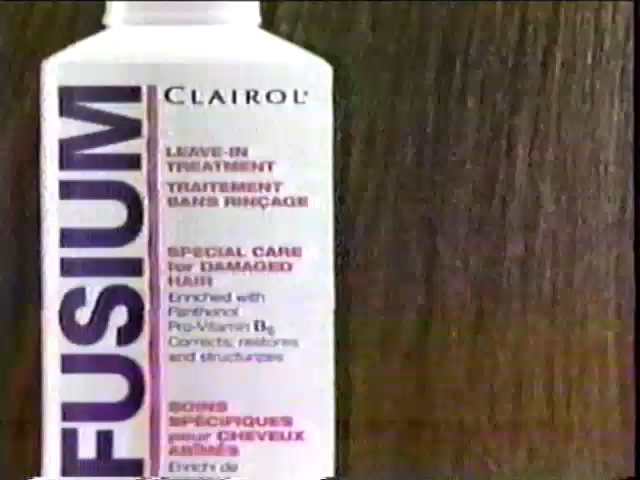 FUSIUM
CLAIROL
LEAVE-IN
TREATMENT
TRAITEMENT
SANS RINÇAGE
SPECIAL CARE
for DAMAGED
HAIR
Enriched with
Panthenol
Pro-Vitamin B5
Corrects, restores
and structurizes
SOINS
SPÉCIFIQUES
pour CHEVEUX
ABÎMÉS
Enrichi de